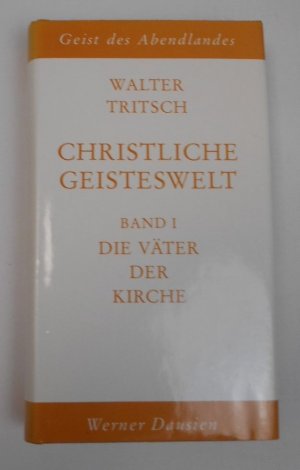 Geist des Abendlandes
WALTER
TRITSCH
CHRISTLICHE
GEISTESWELT
BAND I
DIE VÄTER
DER
KIRCHE
Werner Dausien